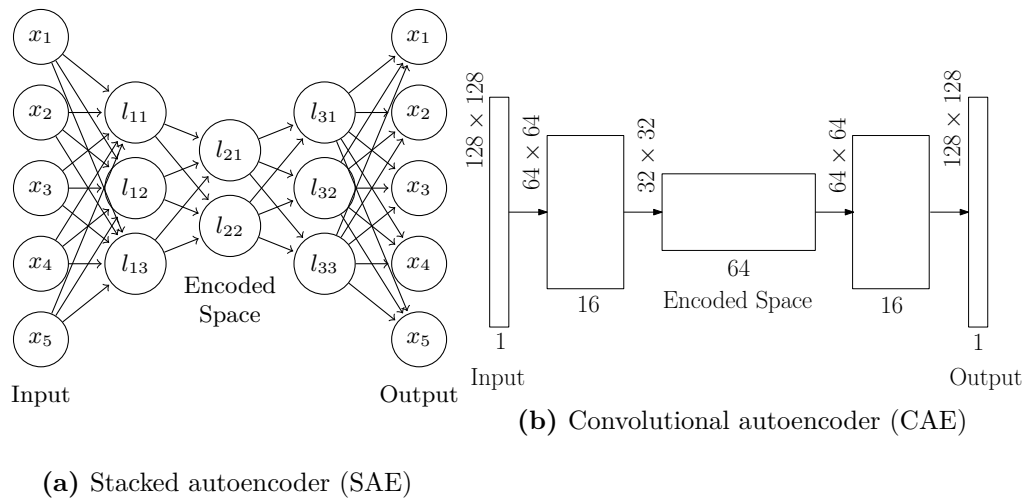 x1
x2
x3
x4
x5
Input
l11
l12
l13
l21
l22
Encoded
Space
l31
l32
l33
x1
x2
x3
x4
x5
Output
(a) Stacked autoencoder (SAE)
128 × 128
1
Input
64 × 64
16
32 × 32
64
Encoded Space
64 × 64
16
128 × 128
1
Output
(b) Convolutional autoencoder (CAE)